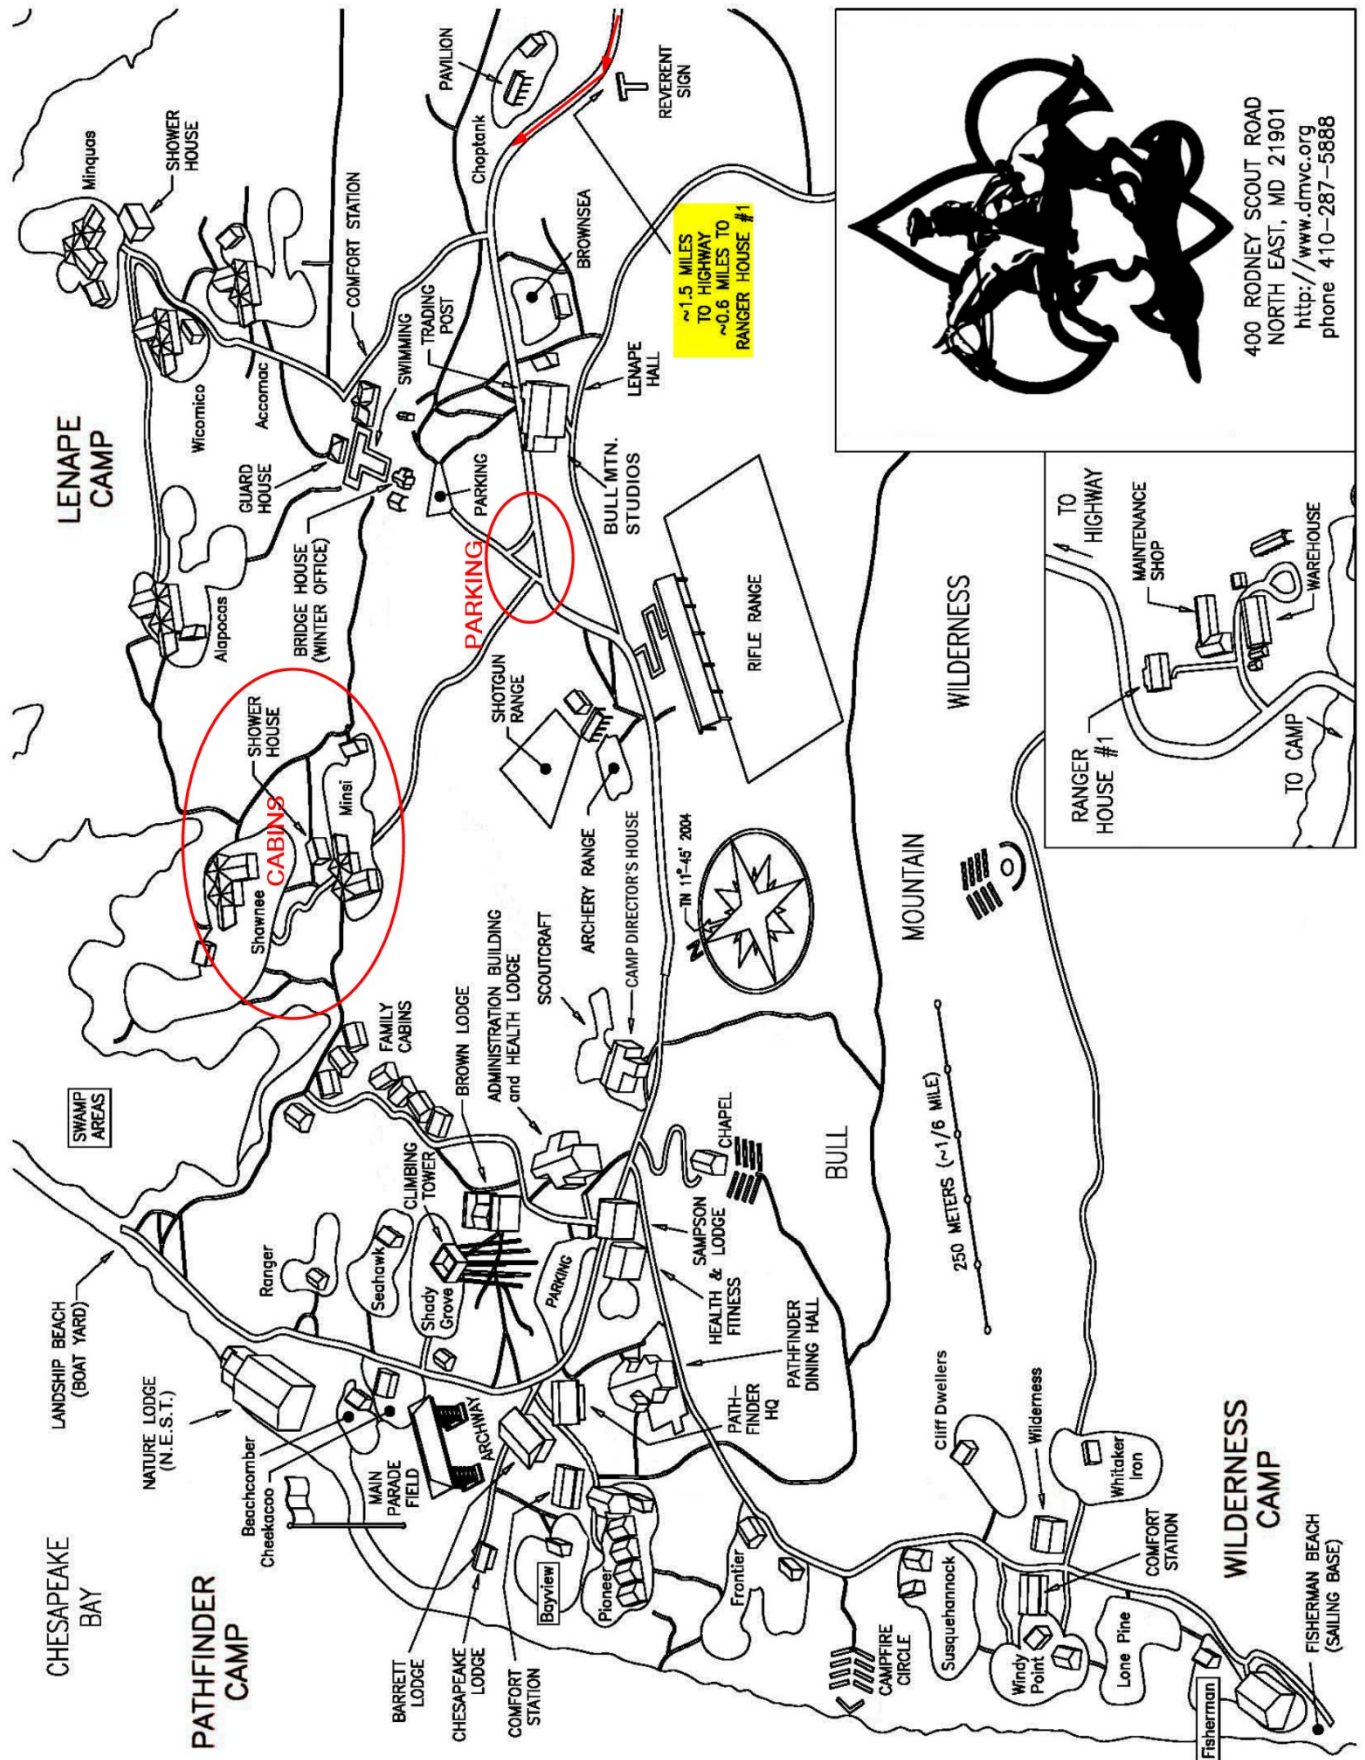 LENAPE
CAMP
Minquas
SHOWER
HOUSE
Wicomico
Accomac
COMFORT STATION
Alapocas
GUARD
HOUSE
BRIDGE HOUSE
(WINTER OFFICE)
SWIMMING
TRADING
POST
PARKING
PARKING
PAVILION
Choptank
REVERENT
SIGN
BROWNSEA
~1.5 MILES
TO HIGHWAY
~0.6 MILES TO
RANGER HOUSE #1
LENAPE
HALL
BULL MTN.
STUDIOS
SHOWER
HOUSE
CABINS
Shawnee
Minsi
SHOTGUN
RANGE
ARCHERY RANGE
RIFLE RANGE
SWAMP
AREAS
FAMILY
CABINS
BROWN LODGE
ADMINISTRATION BUILDING
and HEALTH LODGE
SCOUTCRAFT
CAMP DIRECTOR'S HOUSE
N
TN 11°-45' 2004
WILDERNESS
MOUNTAIN
BULL
250 METERS (~1/6 MILE)
CHAPEL
SAMPSON
LODGE
HEALTH &
FITNESS
PATHFINDER
DINING HALL
PATH-
FINDER
HQ
CLIMBING
TOWER
PARKING
Shady
Grove
Seahawk
Ranger
LANDSHIP BEACH
(BOAT YARD)
NATURE LODGE
(N.E.S.T.)
Beachcomber
Cheekacoo
MAIN
PARADE
FIELD
ARCHWAY
CHESAPEAKE
BAY
PATHFINDER
CAMP
BARRETT
LODGE
CHESAPEAKE
LODGE
COMFORT
STATION
Bayview
Pioneer
Frontier
CAMPFIRE
CIRCLE
Cliff Dwellers
Wilderness
Whitaker
Iron
Susquehannock
Windy
Point
Lone Pine
COMFORT
STATION
WILDERNESS
CAMP
Fisherman
FISHERMAN BEACH
(SAILING BASE)
TO
HIGHWAY
MAINTENANCE
SHOP
WAREHOUSE
RANGER
HOUSE #1
TO CAMP
400 RODNEY SCOUT ROAD
NORTH EAST, MD 21901
http://www.dmvc.org
phone 410-287-5888